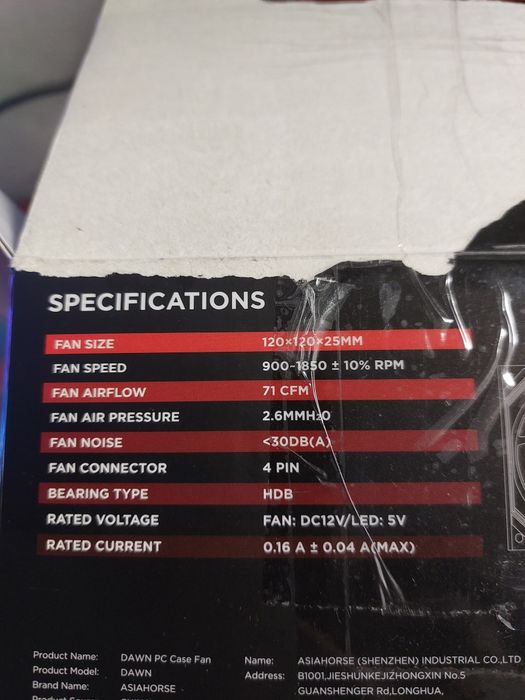 SPECIFICATIONS
FAN SIZE 120×120×25MM
FAN SPEED 900-1850 ± 10% RPM
FAN AIRFLOW 71 CFM
FAN AIR PRESSURE 2.6MMH₂O
FAN NOISE <30DB(A)
FAN CONNECTOR 4 PIN
BEARING TYPE HDB
RATED VOLTAGE FAN: DC12V/LED: 5V
RATED CURRENT 0.16 A ± 0.04 A(MAX)
Product Name: DAWN PC Case Fan Name: ASIAHORSE (SHENZHEN) INDUSTRIAL CO.,LTD
Product Model: DAWN Address: B1001,JIESHUNKEJIZHONGXIN No.5
Brand Name: ASIAHORSE GUANSHENGER Rd,LONGHUA,